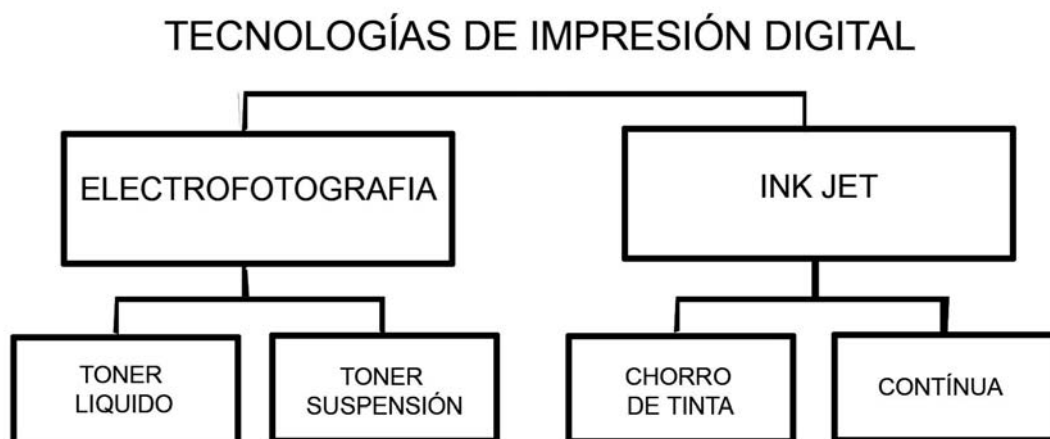 TECNOLOGÍAS DE IMPRESIÓN DIGITAL
ELECTROFOTOGRAFIA
INK JET
TONER
LIQUIDO
TONER
SUSPENSIÓN
CHORRO
DE TINTA
CONTÍNUA